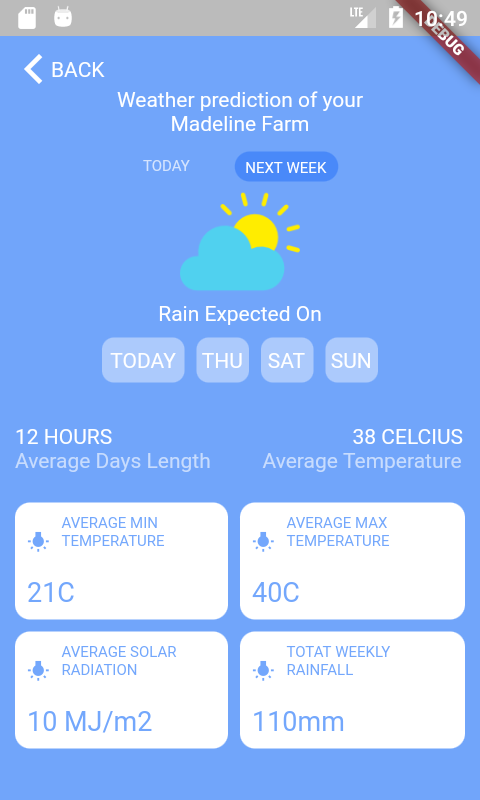 LTE 10:49
DEBUG
BACK
Weather prediction of your
Madeline Farm
TODAY NEXT WEEK
Rain Expected On
TODAY THU SAT SUN
12 HOURS 38 CELCIUS
Average Days Length Average Temperature
AVERAGE MIN
TEMPERATURE
21C
AVERAGE MAX
TEMPERATURE
40C
AVERAGE SOLAR
RADIATION
10 MJ/m2
TOTAT WEEKLY
RAINFALL
110mm